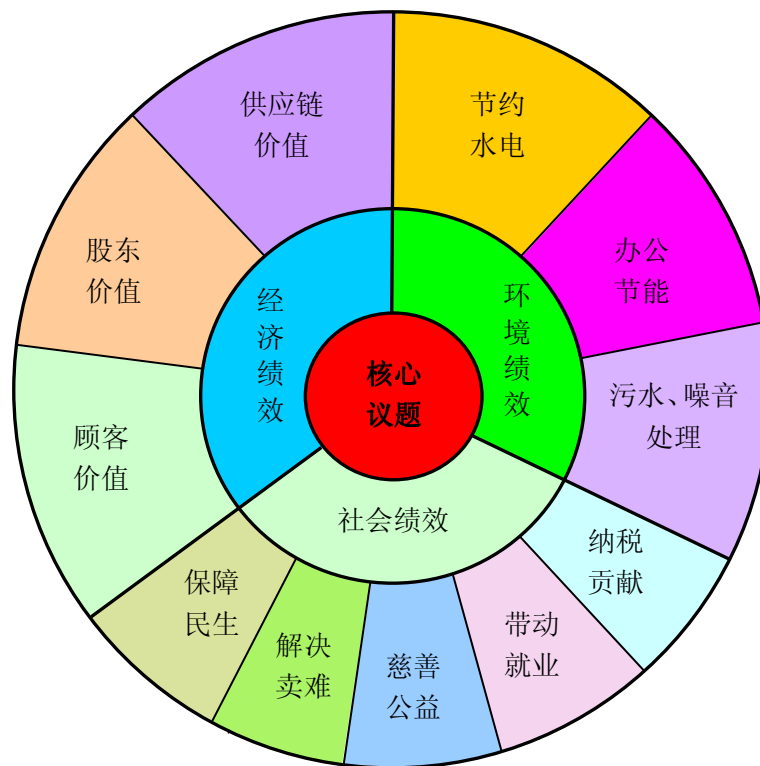 供应链
价值
节约
水电
股东
价值
办公
节能
经济绩效
环境绩效
核心
议题
顾客
价值
污水、噪音
处理
社会绩效
纳税
贡献
保障
民生
解决
卖难
慈善
公益
带动
就业